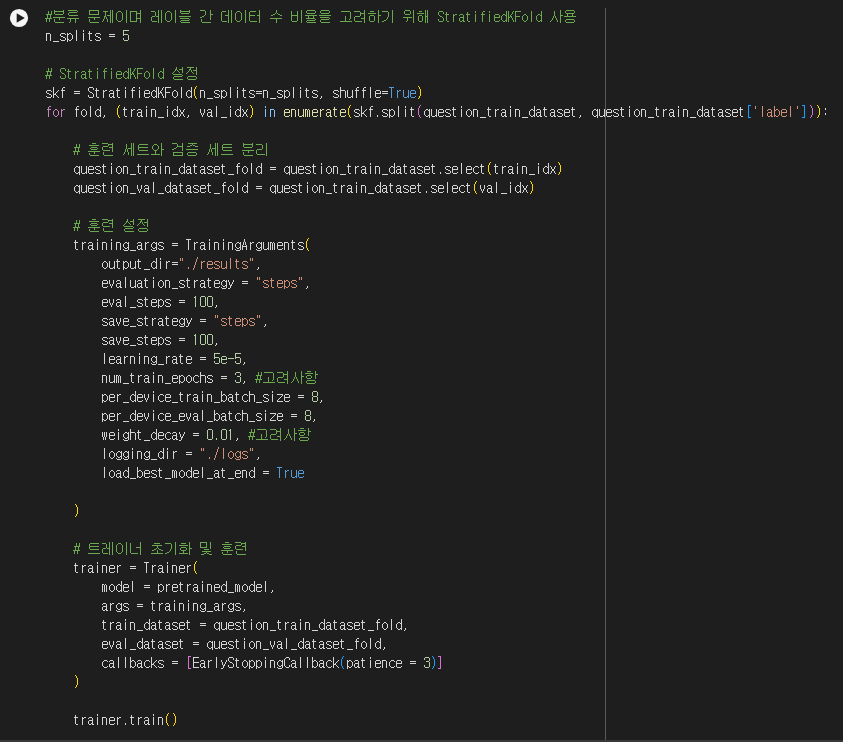 #분류 문제이며 레이블 간 데이터 수 비율을 고려하기 위해 StratifiedKFold 사용
n_splits = 5
# StratifiedKFold 설정
skf = StratifiedKFold(n_splits=n_splits, shuffle=True)
for fold, (train_idx, val_idx) in enumerate(skf.split(question_train_dataset, question_train_dataset['label'])):
# 훈련 세트와 검증 세트 분리
question_train_dataset_fold = question_train_dataset.select(train_idx)
question_val_dataset_fold = question_train_dataset.select(val_idx)
# 훈련 설정
training_args = TrainingArguments(
output_dir="./results",
evaluation_strategy = "steps",
eval_steps = 100,
save_strategy = "steps",
save_steps = 100,
learning_rate = 5e-5,
num_train_epochs = 3, #고려사항
per_device_train_batch_size = 8,
per_device_eval_batch_size = 8,
weight_decay = 0.01, #고려사항
logging_dir = "./logs",
load_best_model_at_end = True
)
# 트레이너 초기화 및 훈련
trainer = Trainer(
model = pretrained_model,
args = training_args,
train_dataset = question_train_dataset_fold,
eval_dataset = question_val_dataset_fold,
callbacks = [EarlyStoppingCallback(patience = 3)]
)
trainer.train()